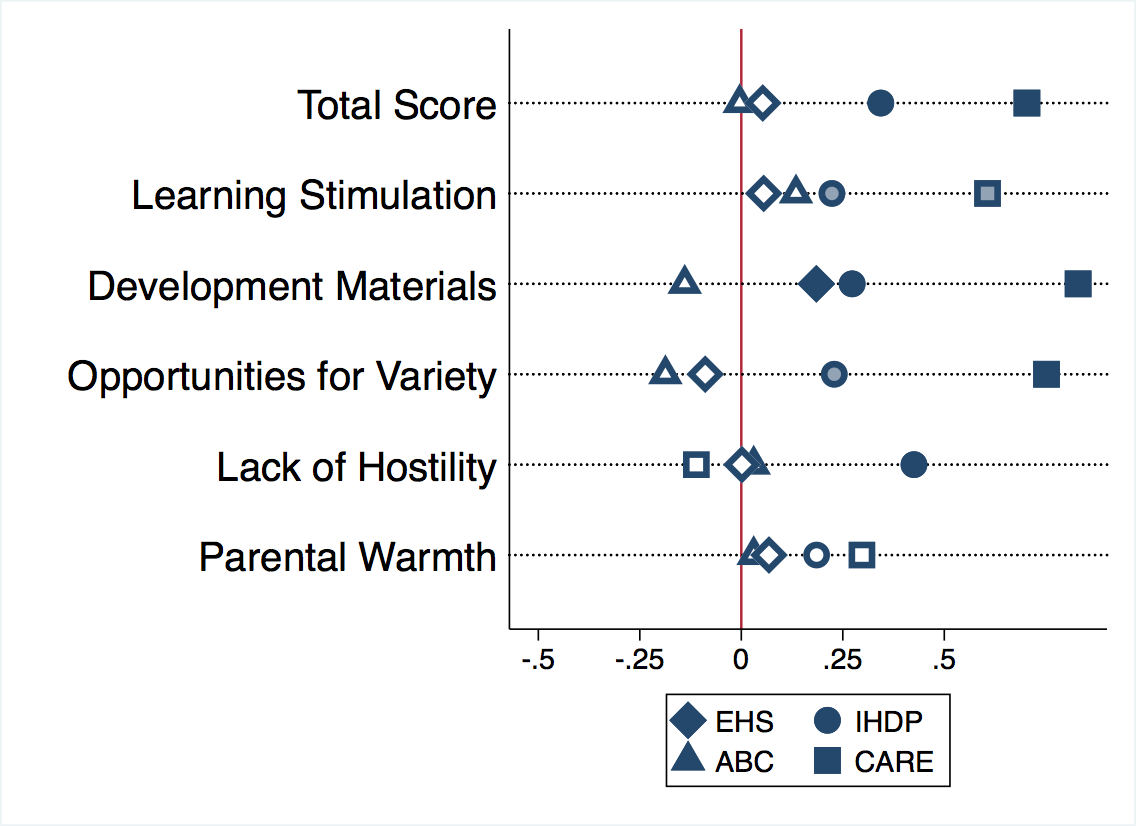 Total Score
Learning Stimulation
Development Materials
Opportunities for Variety
Lack of Hostility
Parental Warmth
-.5 -.25 0 .25 .5
EHS IHDP
ABC CARE